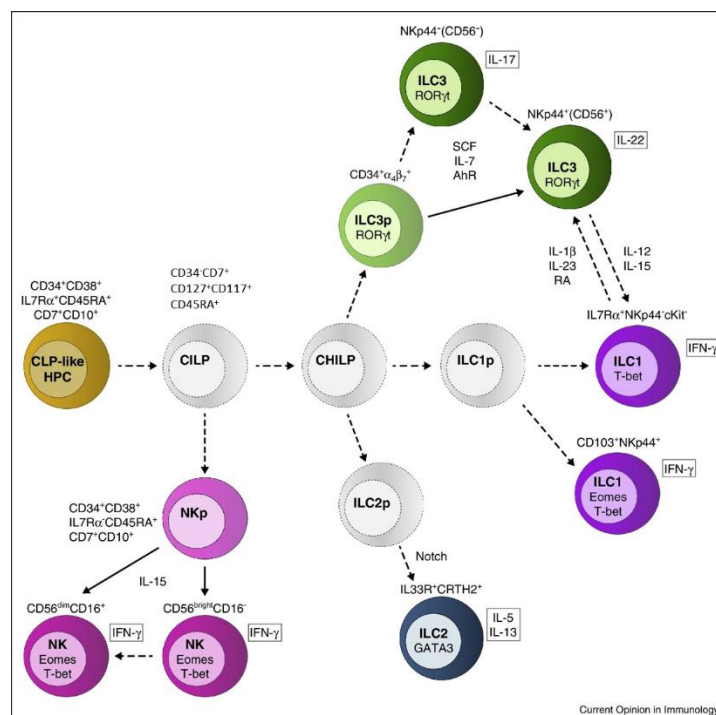 NKp44⁻(CD56⁻)
IL-17
ILC3
RORγt
NKp44⁺(CD56⁺)
IL-22
SCF
IL-7
AhR
ILC3
RORγt
CD34⁺α₄β₇⁺
ILC3p
RORγt
IL-1β
IL-23
RA
IL-12
IL-15
CD34⁺CD38⁺
IL7Rα⁺CD45RA⁺
CD7⁺CD10⁺
CD34⁻CD7⁺
CD127⁺CD117⁺
CD45RA⁺
IL7Rα⁺NKp44⁻cKit⁻
CLP-like
HPC
CILP
CHILP
ILC1p
ILC1
T-bet
IFN-γ
CD103⁺NKp44⁺
IFN-γ
ILC1
Eomes
T-bet
CD34⁺CD38⁺
IL7Rα⁻CD45RA⁺
CD7⁺CD10⁺
NKp
ILC2p
Notch
IL-15
CD56ᵈⁱᵐCD16⁺
CD56ᵇʳⁱᵍʰᵗCD16⁻
IL33R⁺CRTH2⁺
NK
Eomes
T-bet
IFN-γ
NK
Eomes
T-bet
IFN-γ
ILC2
GATA3
IL-5
IL-13
Current Opinion in Immunology